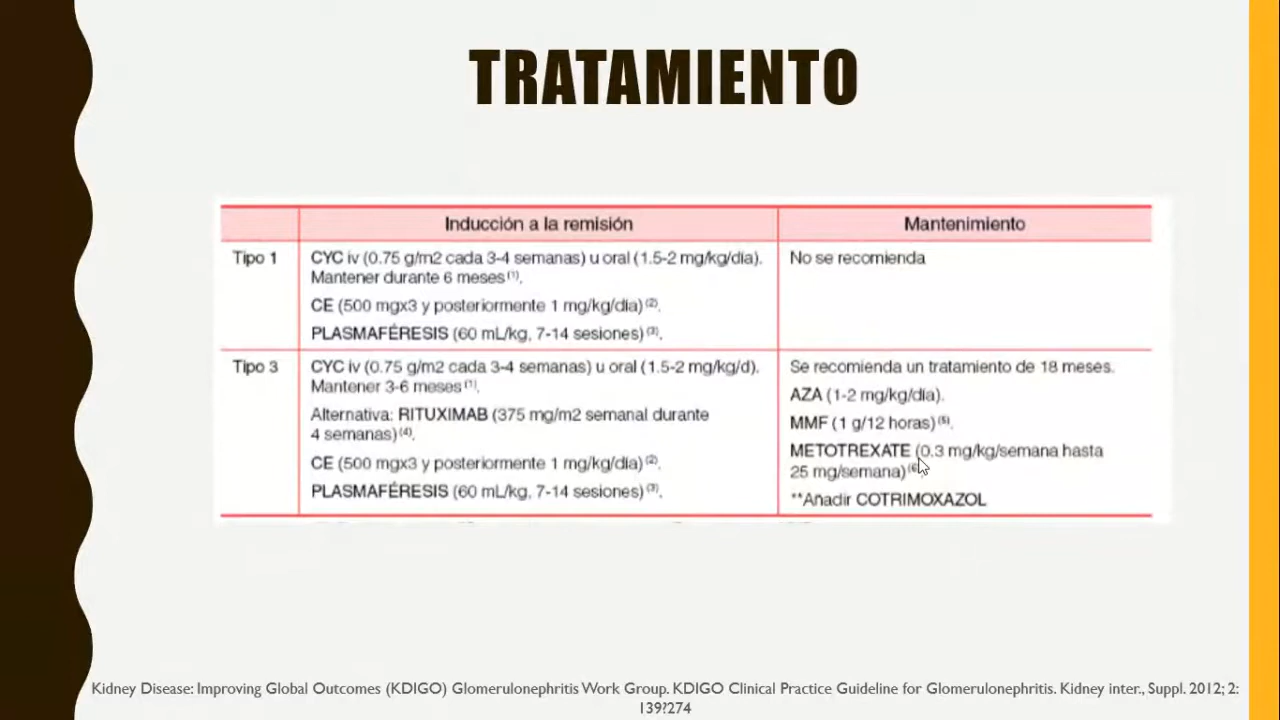 TRATAMIENTO
Inducción a la remisión
Mantenimiento
Tipo 1
CYC iv (0.75 g/m2 cada 3-4 semanas) u oral (1.5-2 mg/kg/día).
Mantener durante 6 meses (1).
CE (500 mgx3 y posteriormente 1 mg/kg/día) (2).
PLASMAFÉRESIS (60 mL/kg, 7-14 sesiones) (3).
No se recomienda
Tipo 3
CYC iv (0.75 g/m2 cada 3-4 semanas) u oral (1.5-2 mg/kg/d).
Mantener 3-6 meses (1).
Alternativa: RITUXIMAB (375 mg/m2 semanal durante
4 semanas) (4).
CE (500 mgx3 y posteriormente 1 mg/kg/día) (2).
PLASMAFÉRESIS (60 mL/kg, 7-14 sesiones) (3).
Se recomienda un tratamiento de 18 meses.
AZA (1-2 mg/kg/día).
MMF (1 g/12 horas) (5).
METOTREXATE (0.3 mg/kg/semana hasta
25 mg/semana) (6)
**Añadir COTRIMOXAZOL
Kidney Disease: Improving Global Outcomes (KDIGO) Glomerulonephritis Work Group. KDIGO Clinical Practice Guideline for Glomerulonephritis. Kidney inter., Suppl. 2012; 2:
139?274